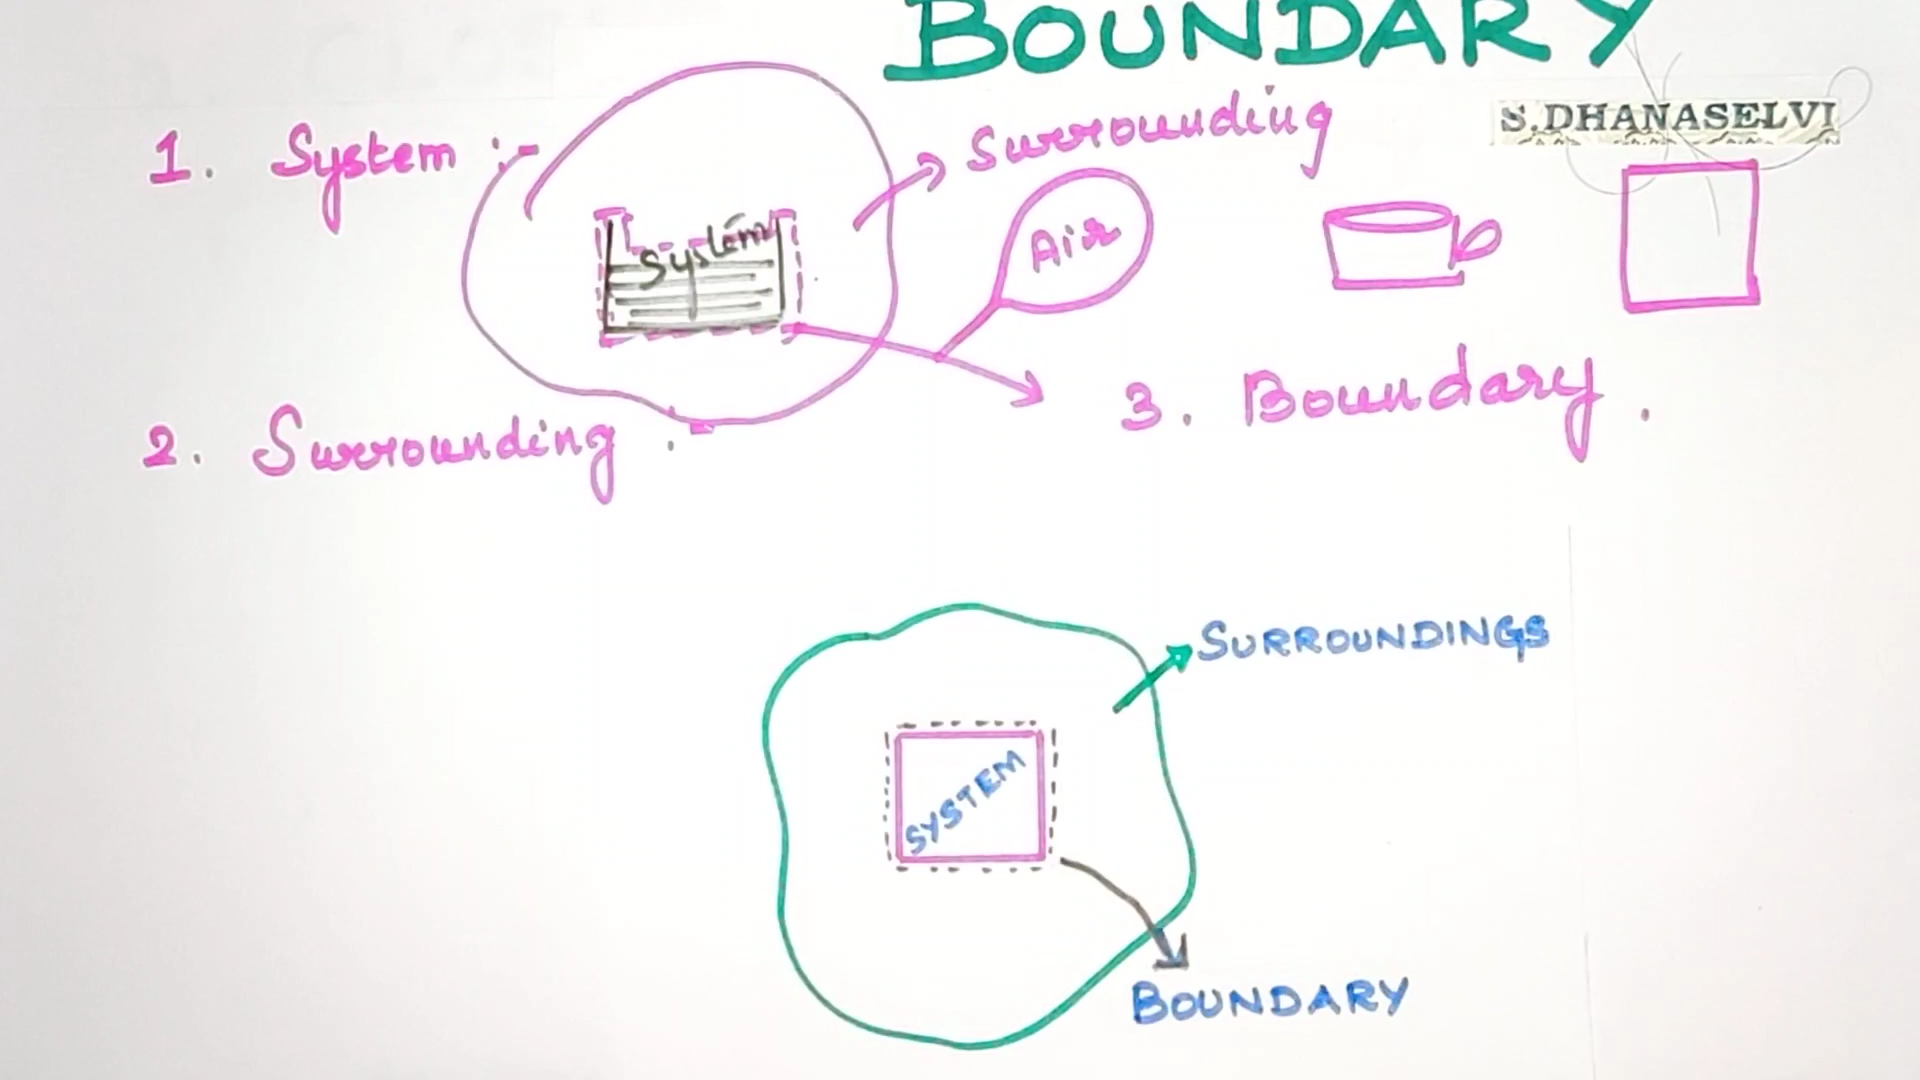 BOUNDARY
S.DHANASELVI
1. System :-
Surrounding
System
Air
3. Boundary.
2. Surrounding :-
SURROUNDINGS
SYSTEM
BOUNDARY